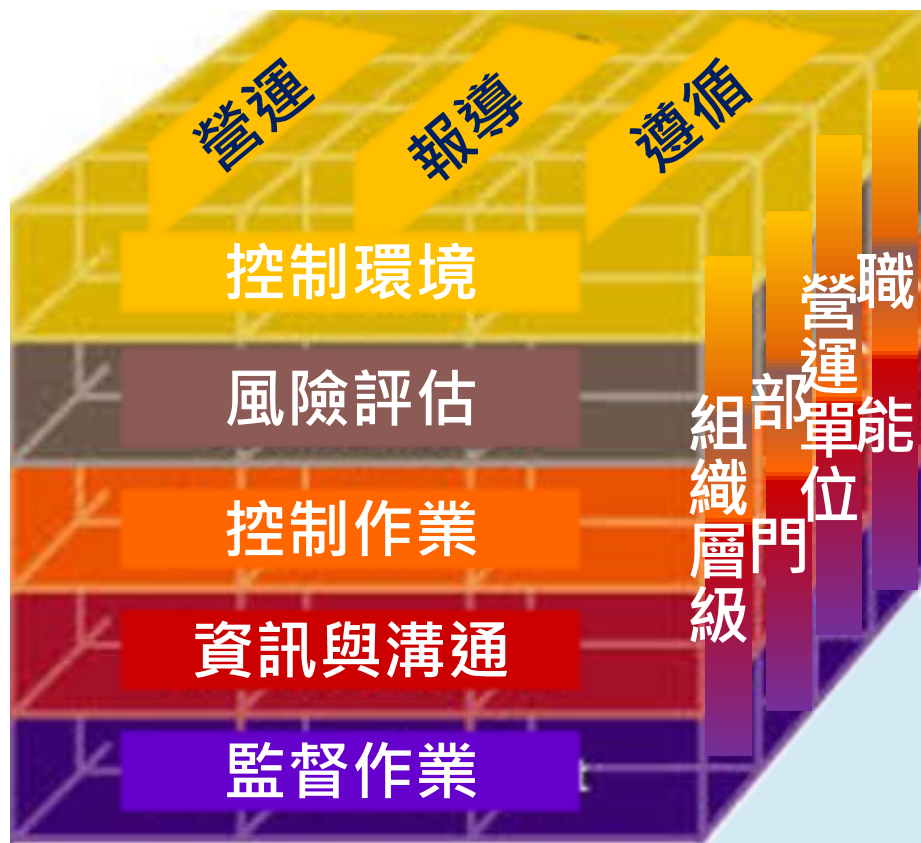 營運
報導
遵循
控制環境
風險評估
控制作業
資訊與溝通
監督作業
組織層級
部門
營運單位
職能